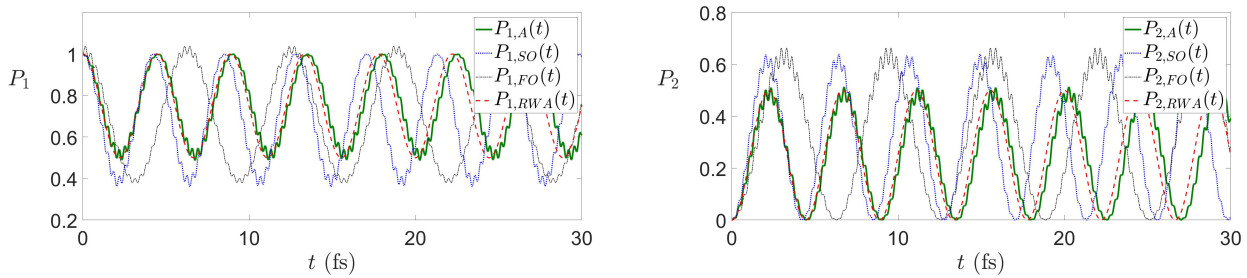 P_1
1
0.8
0.6
0.4
0.2
0
10
20
30
t (fs)
P_{1,A}(t)
P_{1,SO}(t)
P_{1,FO}(t)
P_{1,RWA}(t)
P_2
0.8
0.6
0.4
0.2
0
0
10
20
30
t (fs)
P_{2,A}(t)
P_{2,SO}(t)
P_{2,FO}(t)
P_{2,RWA}(t)